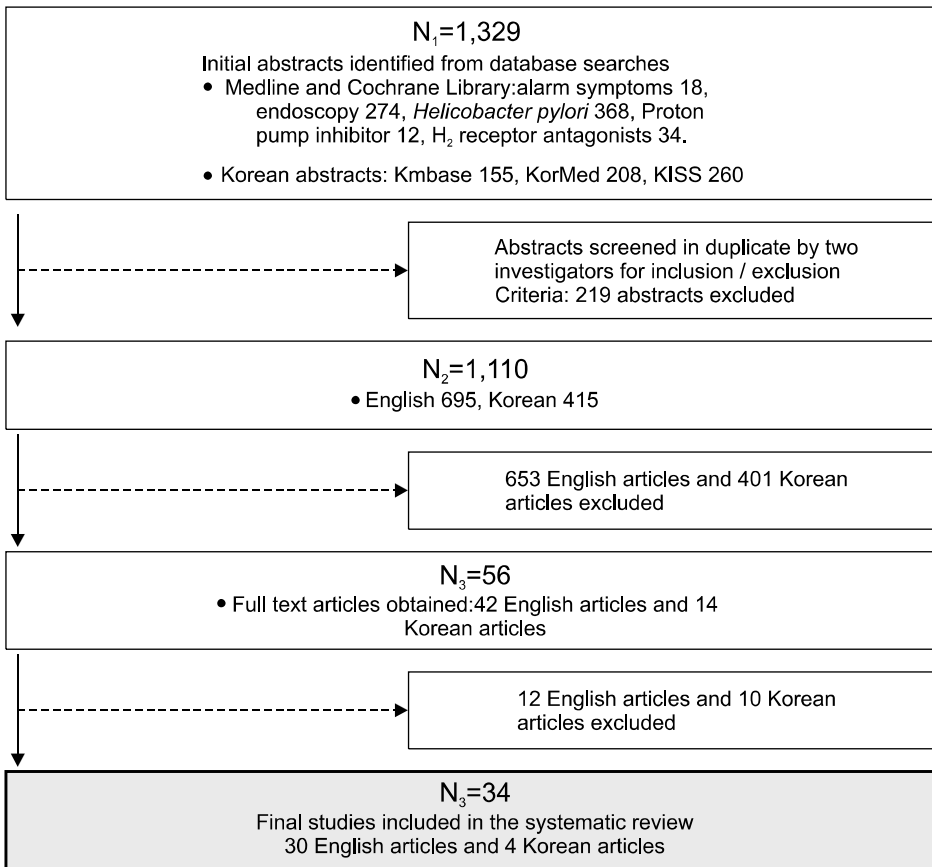 N₁=1,329
Initial abstracts identified from database searches
• Medline and Cochrane Library:alarm symptoms 18,
endoscopy 274, Helicobacter pylori 368, Proton
pump inhibitor 12, H₂ receptor antagonists 34.
• Korean abstracts: Kmbase 155, KorMed 208, KISS 260
Abstracts screened in duplicate by two
investigators for inclusion / exclusion
Criteria: 219 abstracts excluded
N₂=1,110
• English 695, Korean 415
653 English articles and 401 Korean
articles excluded
N₃=56
• Full text articles obtained:42 English articles and 14
Korean articles
12 English articles and 10 Korean
articles excluded
N₃=34
Final studies included in the systematic review
30 English articles and 4 Korean articles